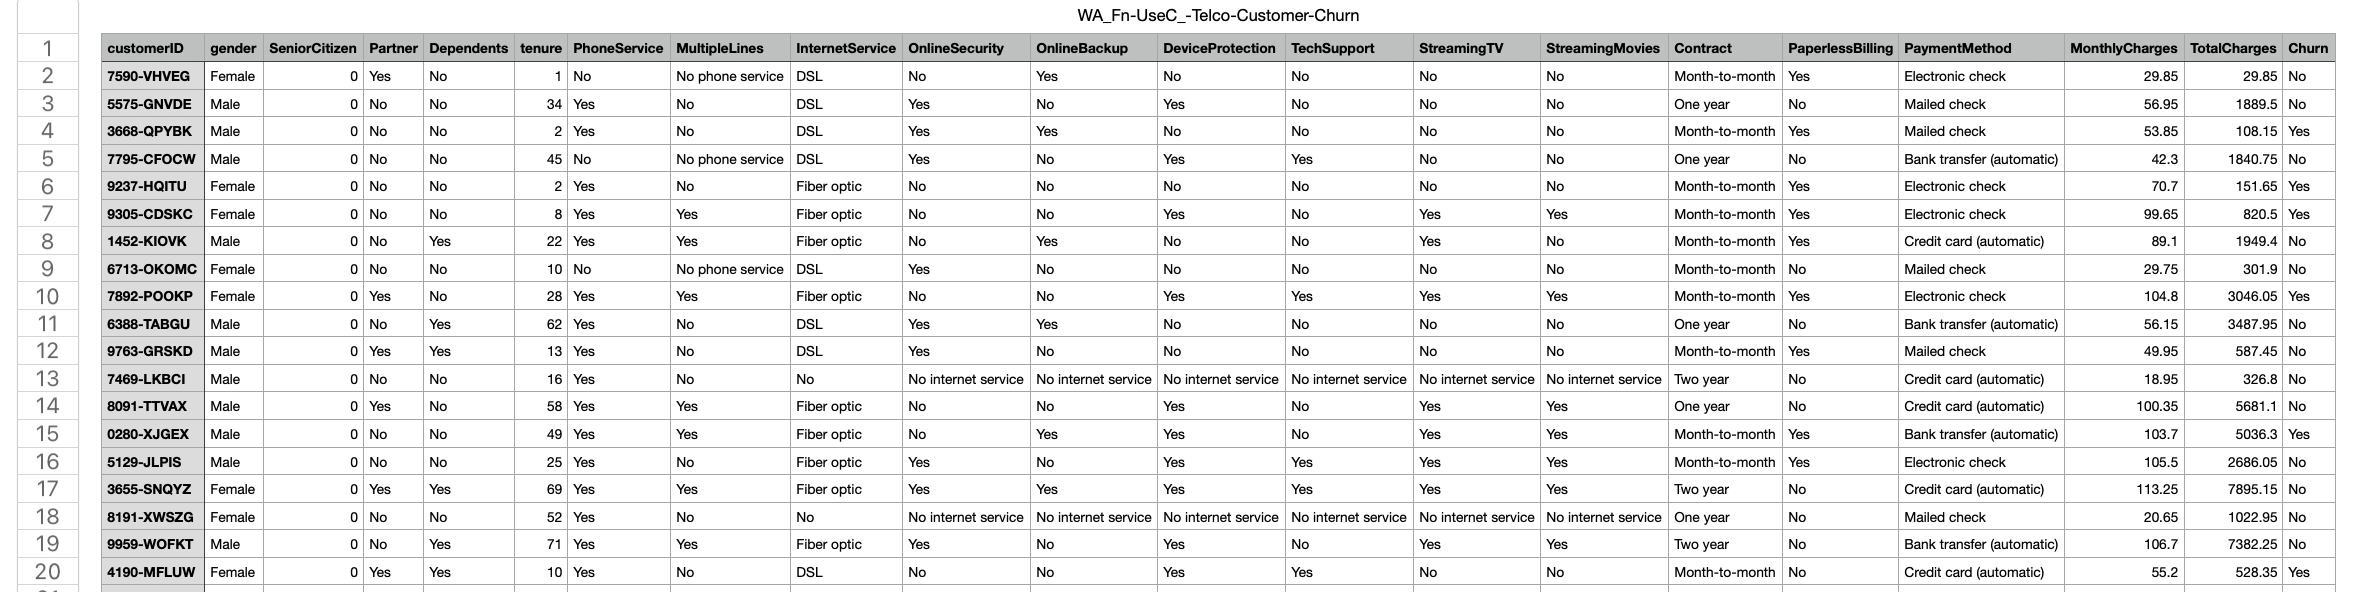 WA_Fn-UseC_-Telco-Customer-Churn
1 customerID gender SeniorCitizen Partner Dependents tenure PhoneService MultipleLines InternetService OnlineSecurity OnlineBackup DeviceProtection TechSupport StreamingTV StreamingMovies Contract PaperlessBilling PaymentMethod MonthlyCharges TotalCharges Churn
2 7590-VHVEG Female 0 Yes No 1 No No phone service DSL No Yes No No No No Month-to-month Yes Electronic check 29.85 29.85 No
3 5575-GNVDE Male 0 No No 34 Yes No DSL Yes No Yes No No No One year No Mailed check 56.95 1889.5 No
4 3668-QPYBK Male 0 No No 2 Yes No DSL Yes Yes No No No No Month-to-month Yes Mailed check 53.85 108.15 Yes
5 7795-CFOCW Male 0 No No 45 No No phone service DSL Yes No Yes Yes No No One year No Bank transfer (automatic) 42.3 1840.75 No
6 9237-HQITU Female 0 No No 2 Yes No Fiber optic No No No No No No Month-to-month Yes Electronic check 70.7 151.65 Yes
7 9305-CDSKC Female 0 No No 8 Yes Yes Fiber optic No No Yes No Yes Yes Month-to-month Yes Electronic check 99.65 820.5 Yes
8 1452-KIOVK Male 0 No Yes 22 Yes Yes Fiber optic No Yes No No Yes No Month-to-month Yes Credit card (automatic) 89.1 1949.4 No
9 6713-OKOMC Female 0 No No 10 No No phone service DSL Yes No No No No No Month-to-month No Mailed check 29.75 301.9 No
10 7892-POOKP Female 0 Yes No 28 Yes Yes Fiber optic No No Yes Yes Yes Yes Month-to-month Yes Electronic check 104.8 3046.05 Yes
11 6388-TABGU Male 0 No Yes 62 Yes No DSL Yes Yes No No No No One year No Bank transfer (automatic) 56.15 3487.95 No
12 9763-GRSKD Male 0 Yes Yes 13 Yes No DSL Yes No No No No No Month-to-month Yes Mailed check 49.95 587.45 No
13 7469-LKBCI Male 0 No No 16 Yes No No No internet service No internet service No internet service No internet service No internet service No internet service Two year No Credit card (automatic) 18.95 326.8 No
14 8091-TTVAX Male 0 Yes No 58 Yes Yes Fiber optic No No Yes No Yes Yes One year No Credit card (automatic) 100.35 5681.1 No
15 0280-XJGEX Male 0 No No 49 Yes Yes Fiber optic No Yes Yes No Yes Yes Month-to-month Yes Bank transfer (automatic) 103.7 5036.3 Yes
16 5129-JLPIS Male 0 No No 25 Yes No Fiber optic Yes No Yes Yes Yes Yes Month-to-month Yes Electronic check 105.5 2686.05 No
17 3655-SNQYZ Female 0 Yes Yes 69 Yes Yes Fiber optic Yes Yes Yes Yes Yes Yes Two year No Credit card (automatic) 113.25 7895.15 No
18 8191-XWSZG Female 0 No No 52 Yes No No No internet service No internet service No internet service No internet service No internet service No internet service One year No Mailed check 20.65 1022.95 No
19 9959-WOFKT Male 0 No Yes 71 Yes Yes Fiber optic Yes No Yes No Yes Yes Two year No Bank transfer (automatic) 106.7 7382.25 No
20 4190-MFLUW Female 0 Yes Yes 10 Yes No DSL No No Yes Yes No No Month-to-month No Credit card (automatic) 55.2 528.35 Yes